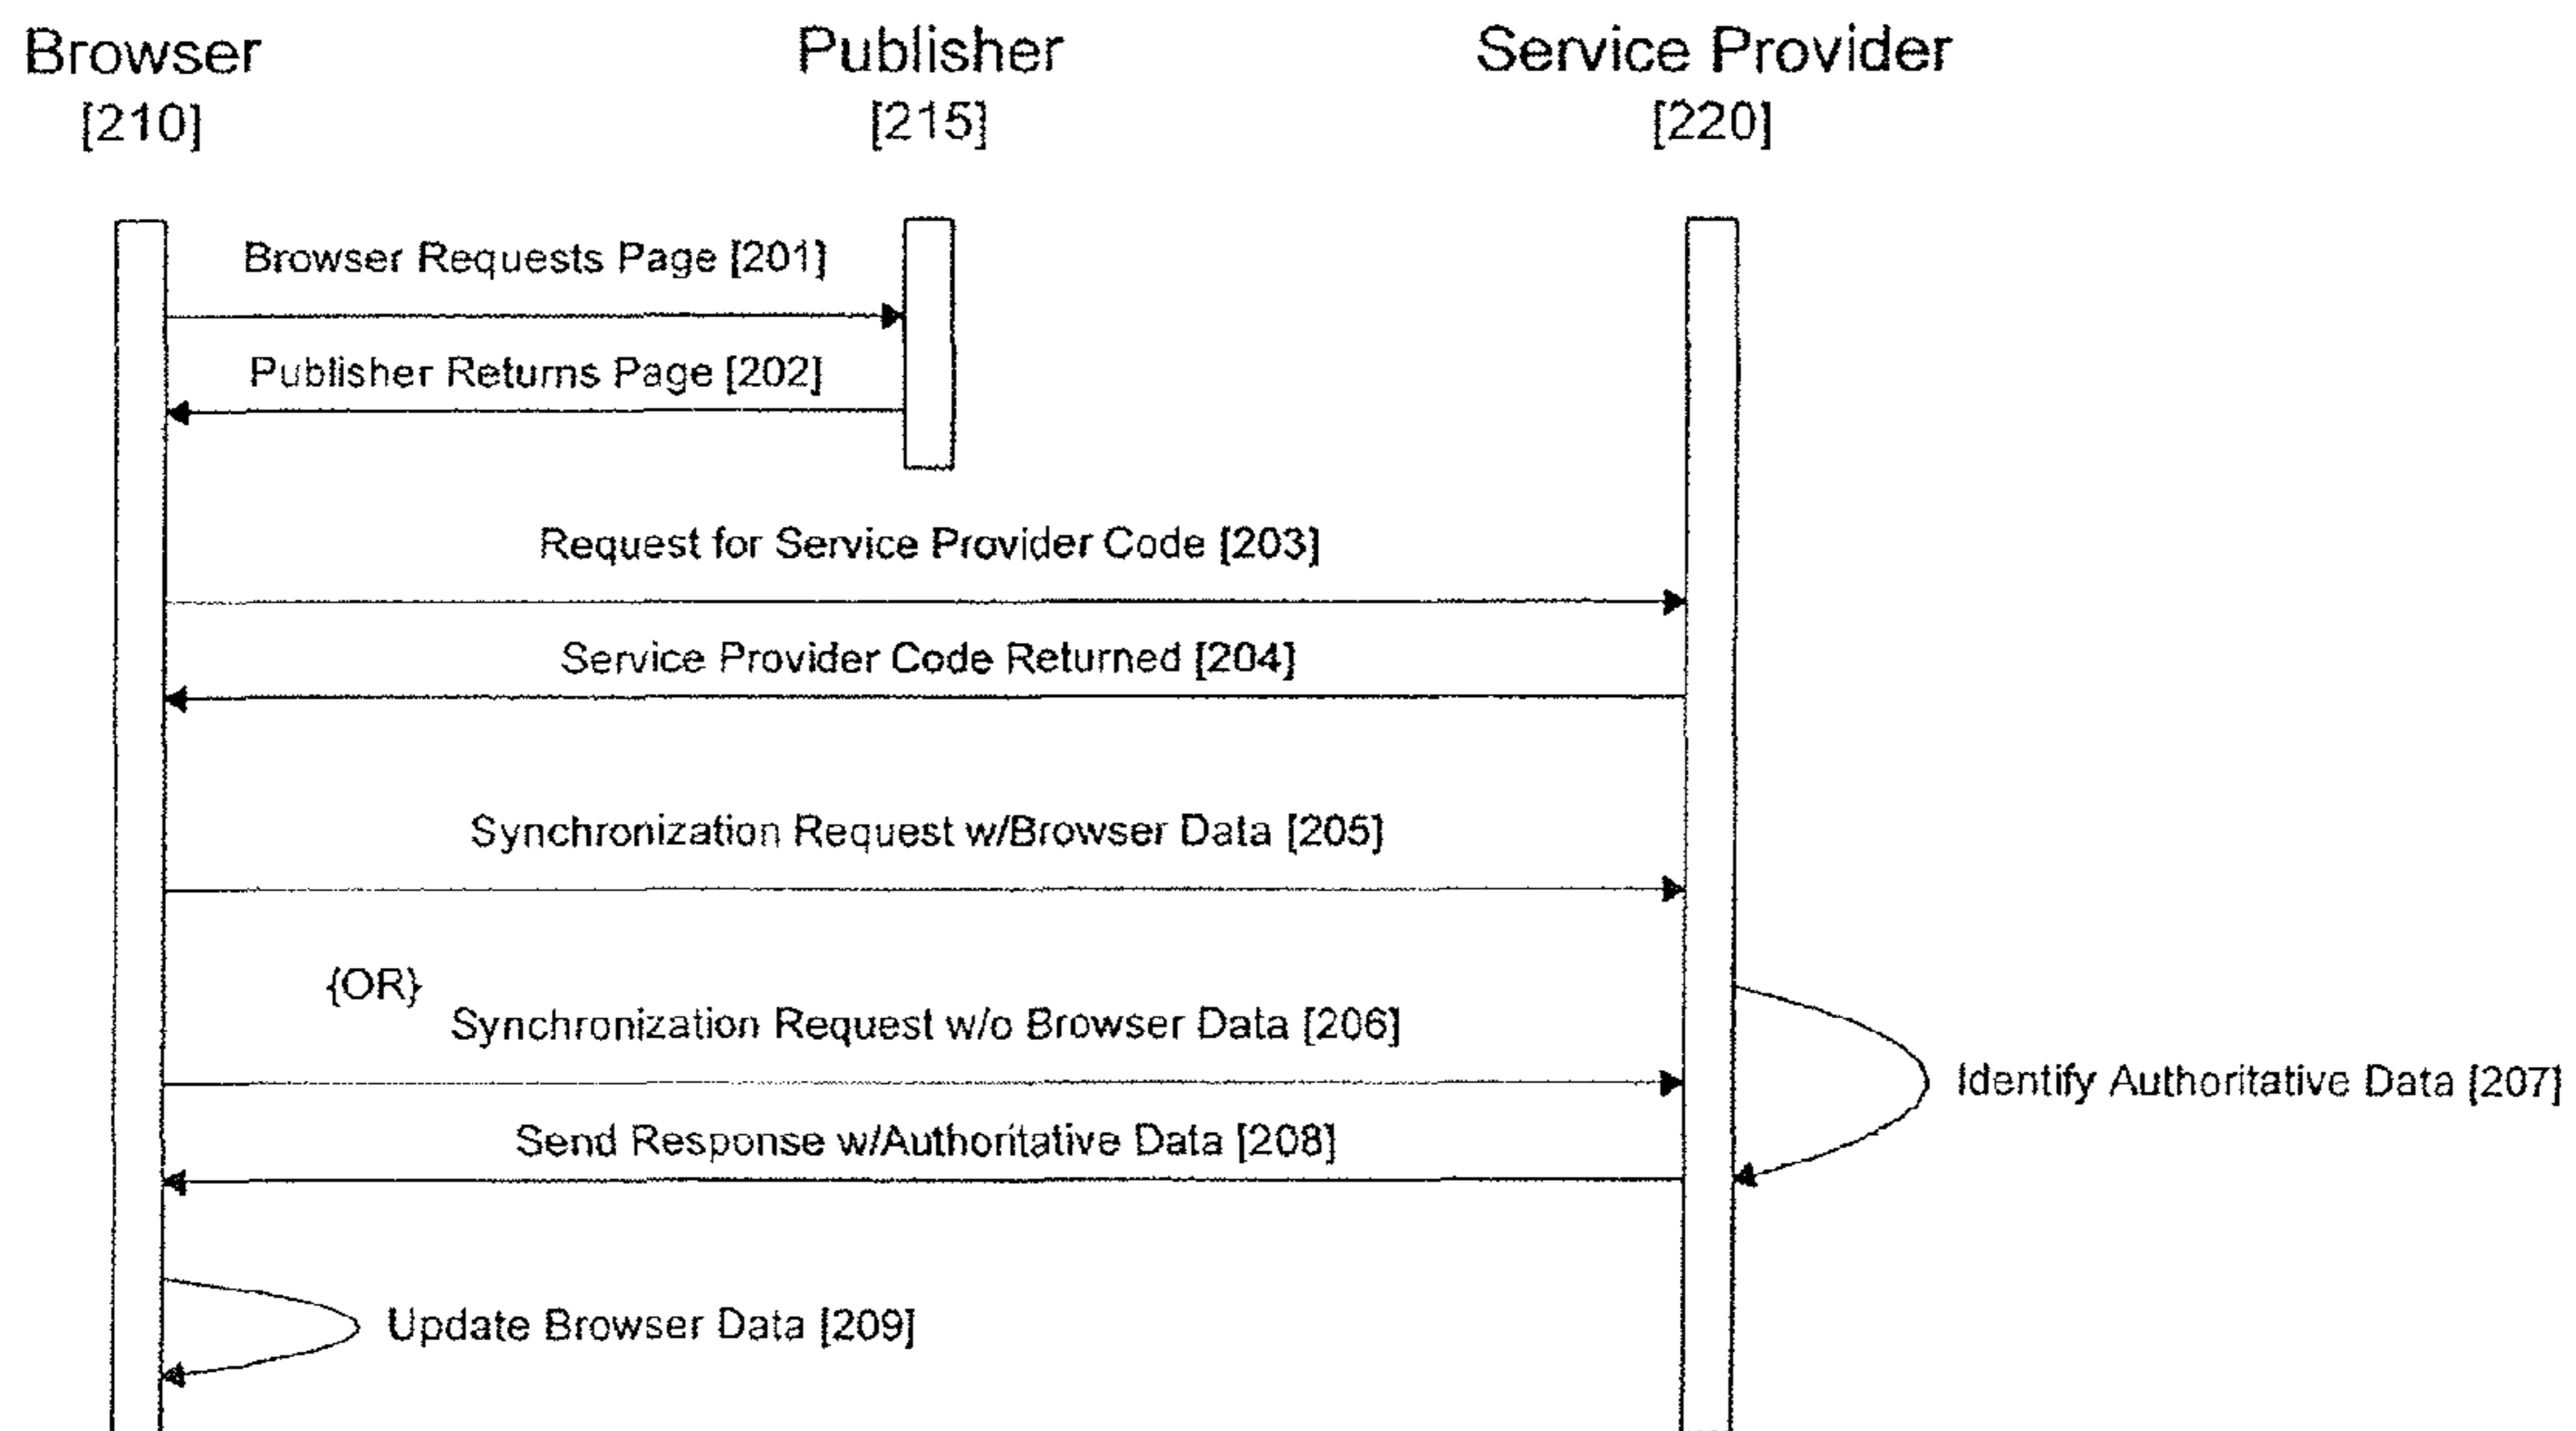 Browser Publisher Service Provider
[210] [215] [220]
Browser Requests Page [201]
Publisher Returns Page [202]
Request for Service Provider Code [203]
Service Provider Code Returned [204]
Synchronization Request w/Browser Data [205]
{OR}
Synchronization Request w/o Browser Data [206]
Identify Authoritative Data [207]
Send Response w/Authoritative Data [208]
Update Browser Data [209]